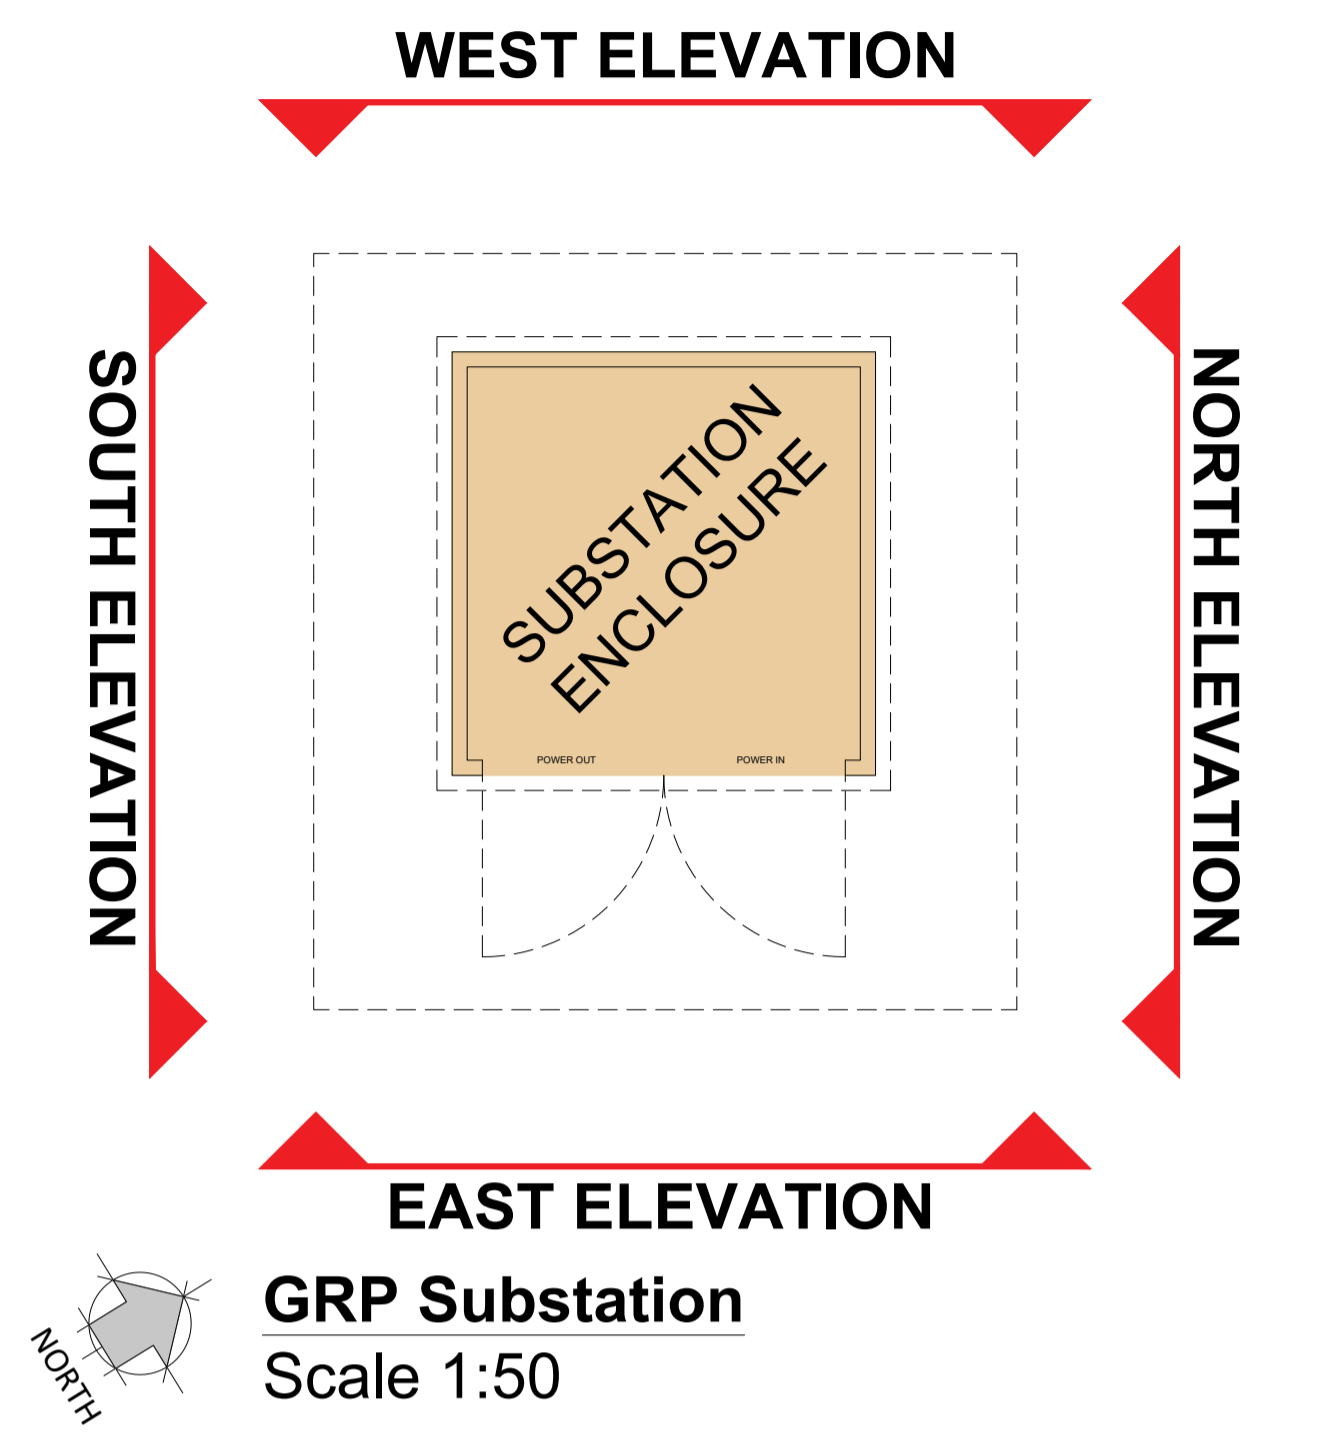 WEST ELEVATION
SOUTH ELEVATION
NORTH ELEVATION
SUBSTATION
ENCLOSURE
POWER OUT
POWER IN
EAST ELEVATION
GRP Substation
Scale 1:50
NORTH